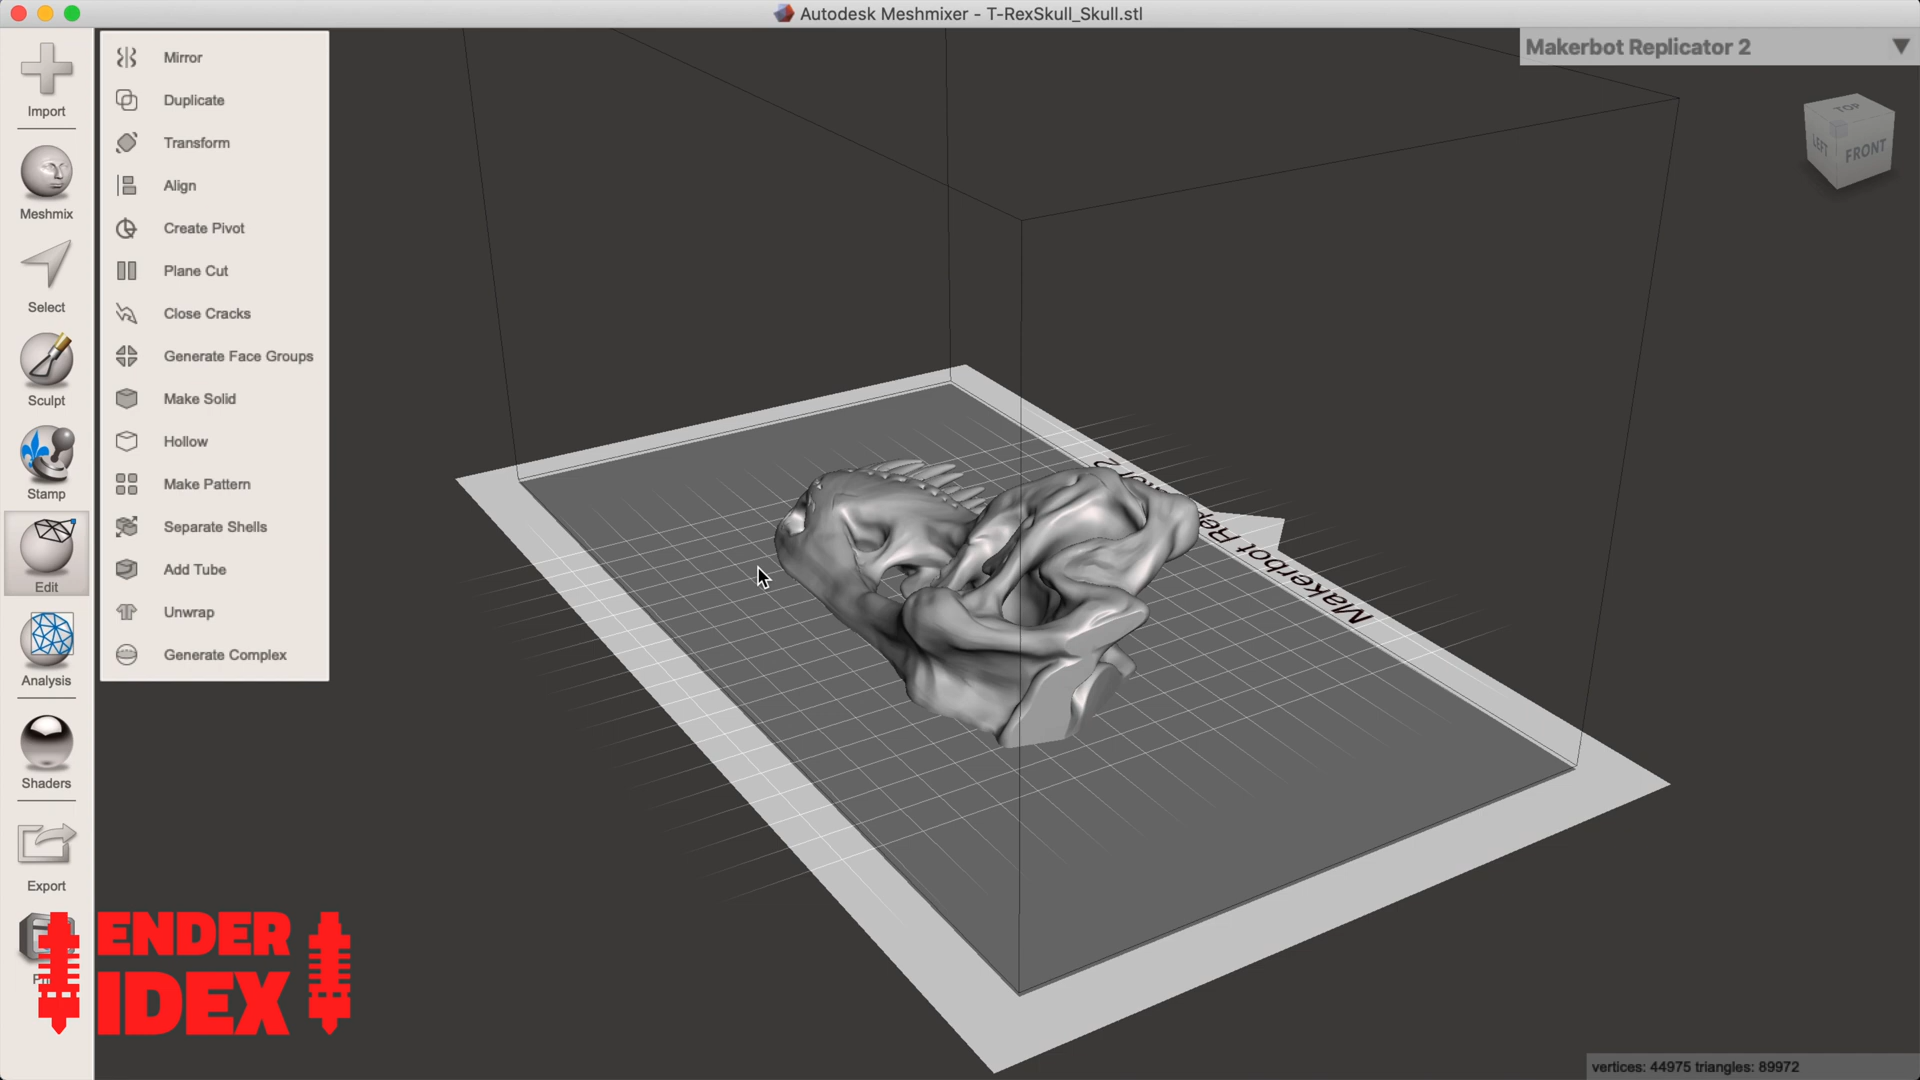 Autodesk Meshmixer - T-RexSkull_Skull.stl
Import
Meshmix
Select
Sculpt
Stamp
Edit
Analysis
Shaders
Export
Mirror
Duplicate
Transform
Align
Create Pivot
Plane Cut
Close Cracks
Generate Face Groups
Make Solid
Hollow
Make Pattern
Separate Shells
Add Tube
Unwrap
Generate Complex
Makerbot Replicator 2
TOP
LEFT
FRONT
Makerbot
ENDER
IDEX
vertices: 44975 triangles: 89972